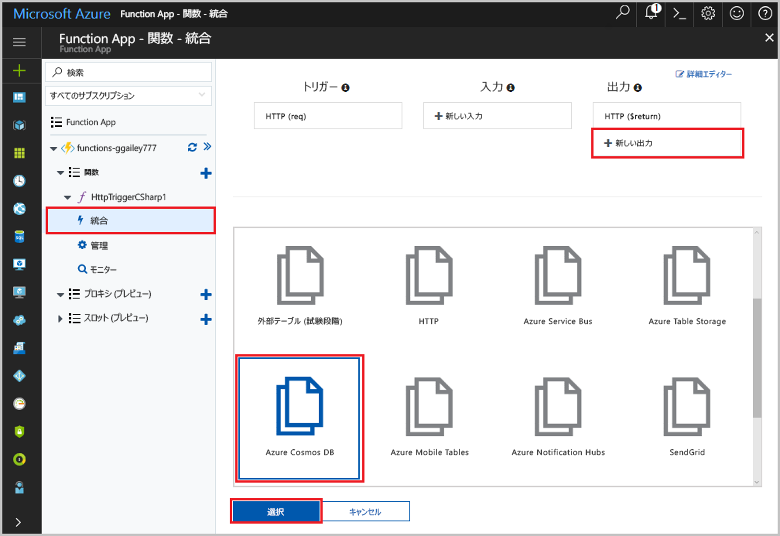 Microsoft Azure Function App - 関数 - 統合
1
Function App - 関数 - 統合
Function App
検索
すべてのサブスクリプション
Function App
functions-ggailey777
関数
HttpTriggerCSharp1
統合
管理
モニター
プロキシ (プレビュー)
スロット (プレビュー)
詳細エディター
トリガー 入力 出力
HTTP (req) 新しい入力 HTTP ($return)
新しい出力
外部テーブル (試験段階) HTTP Azure Service Bus Azure Table Storage
Azure Cosmos DB Azure Mobile Tables Azure Notification Hubs SendGrid
選択 キャンセル